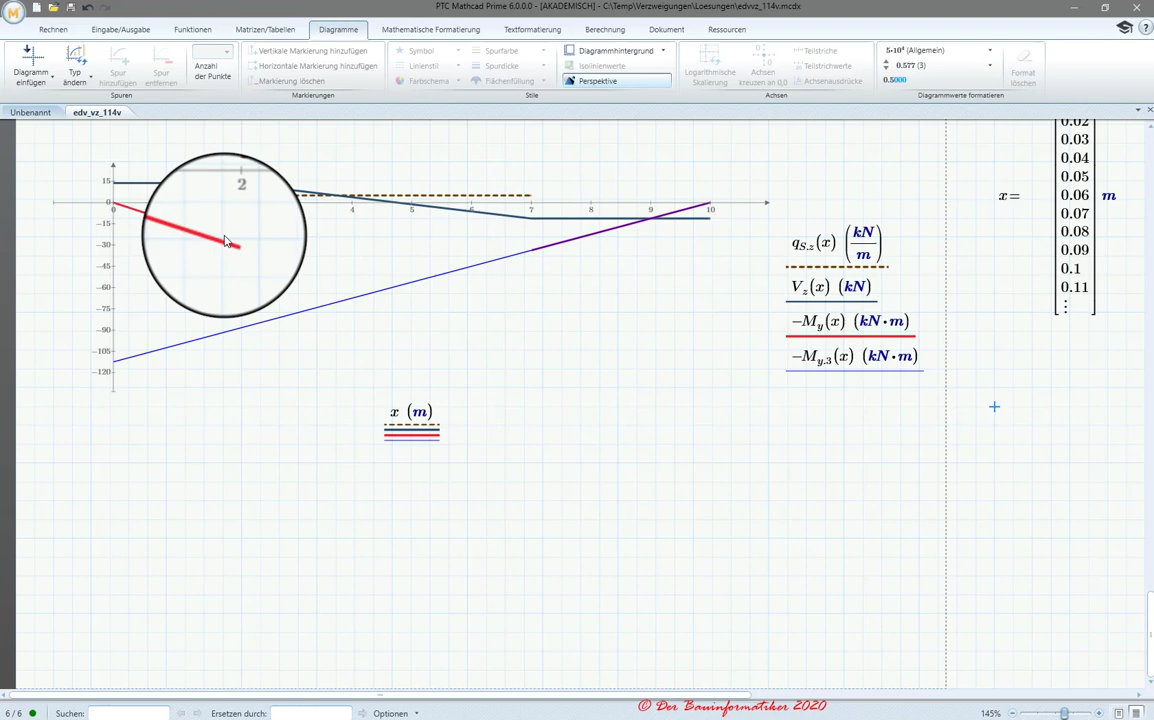 PTC Mathcad Prime 6.0.0.0 - [AKADEMISCH] - C:\Temp\Verzweigungen\Loesungen\edvvz_114v.mcdx
Rechnen Eingabe/Ausgabe Funktionen Matrizen/Tabellen Diagramme Mathematische Formatierung Textformatierung Berechnung Dokument Ressourcen
Diagramm einfügen
Typ ändern
Spur hinzufügen
Spur entfernen
Anzahl der Punkte
Spuren
Vertikale Markierung hinzufügen
Horizontale Markierung hinzufügen
Markierung löschen
Markierungen
Symbol
Linienstil
Farbschema
Spurfarbe
Spurdicke
Flächenfüllung
Diagrammhintergrund
Isolinienwerte
Perspektive
Stile
Logarithmische Skalierung
Achsen kreuzen an 0,0
Teilstriche
Teilstrichwerte
Achsenausdrücke
Achsen
5·10⁴ (Allgemein)
0.577 (3)
0.5000
Format löschen
Diagrammwerte formatieren
Unbenannt edv_vz_114v
15
0
−15
−30
−45
−60
−75
−90
−105
−120
0 2 4 5 6 7 8 9 10
q_{S.z}(x) (kN/m)
V_z(x) (kN)
−M_y(x) (kN·m)
−M_{y.3}(x) (kN·m)
x (m)
x=
0.02
0.03
0.04
0.05
0.06
0.07
0.08
0.09
0.1
0.11
⋮
m
6/6 Suchen: Ersetzen durch: Optionen
© Der Bauinformatiker 2020
145%